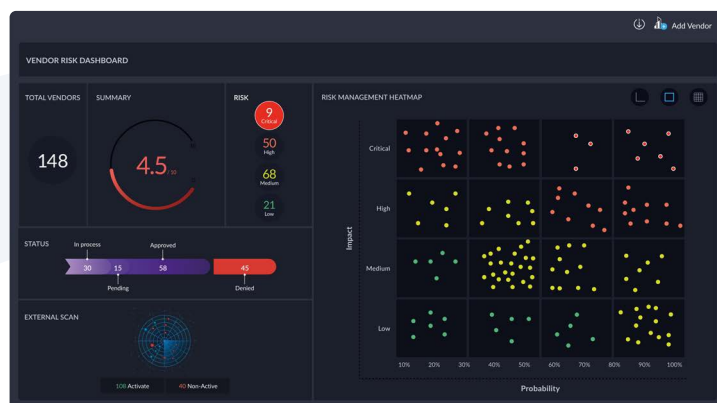 Add Vendor
VENDOR RISK DASHBOARD
TOTAL VENDORS
148
SUMMARY
4.5 /10
RISK
9
Critical
50
High
68
Medium
21
Low
STATUS
In process
Approved
30
15
58
45
Pending
Denied
EXTERNAL SCAN
108 Activate
40 Non-Active
RISK MANAGEMENT HEATMAP
Impact
Critical
High
Medium
Low
10% 20% 30% 40% 50% 60% 70% 80% 90% 100%
Probability